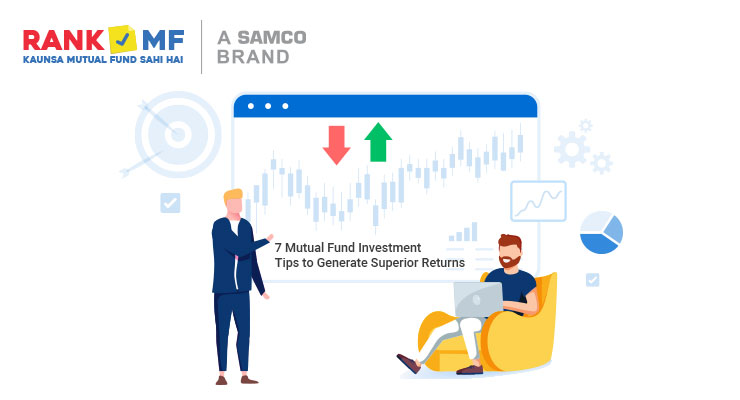 RANK MF
KAUNSA MUTUAL FUND SAHI HAI
A SAMCO
BRAND
7 Mutual Fund Investment
Tips to Generate Superior Returns